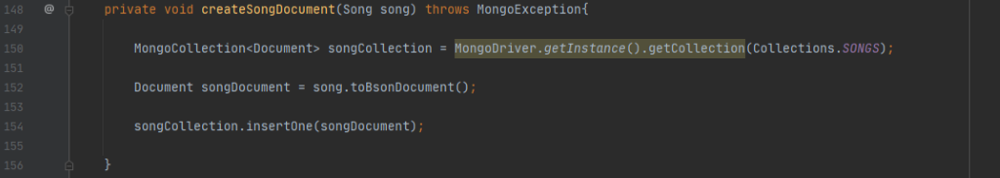 148 @ private void createSongDocument(Song song) throws MongoException{
149
150 MongoCollection<Document> songCollection = MongoDriver.getInstance().getCollection(Collections.SONGS);
151
152 Document songDocument = song.toBsonDocument();
153
154 songCollection.insertOne(songDocument);
155
156 }